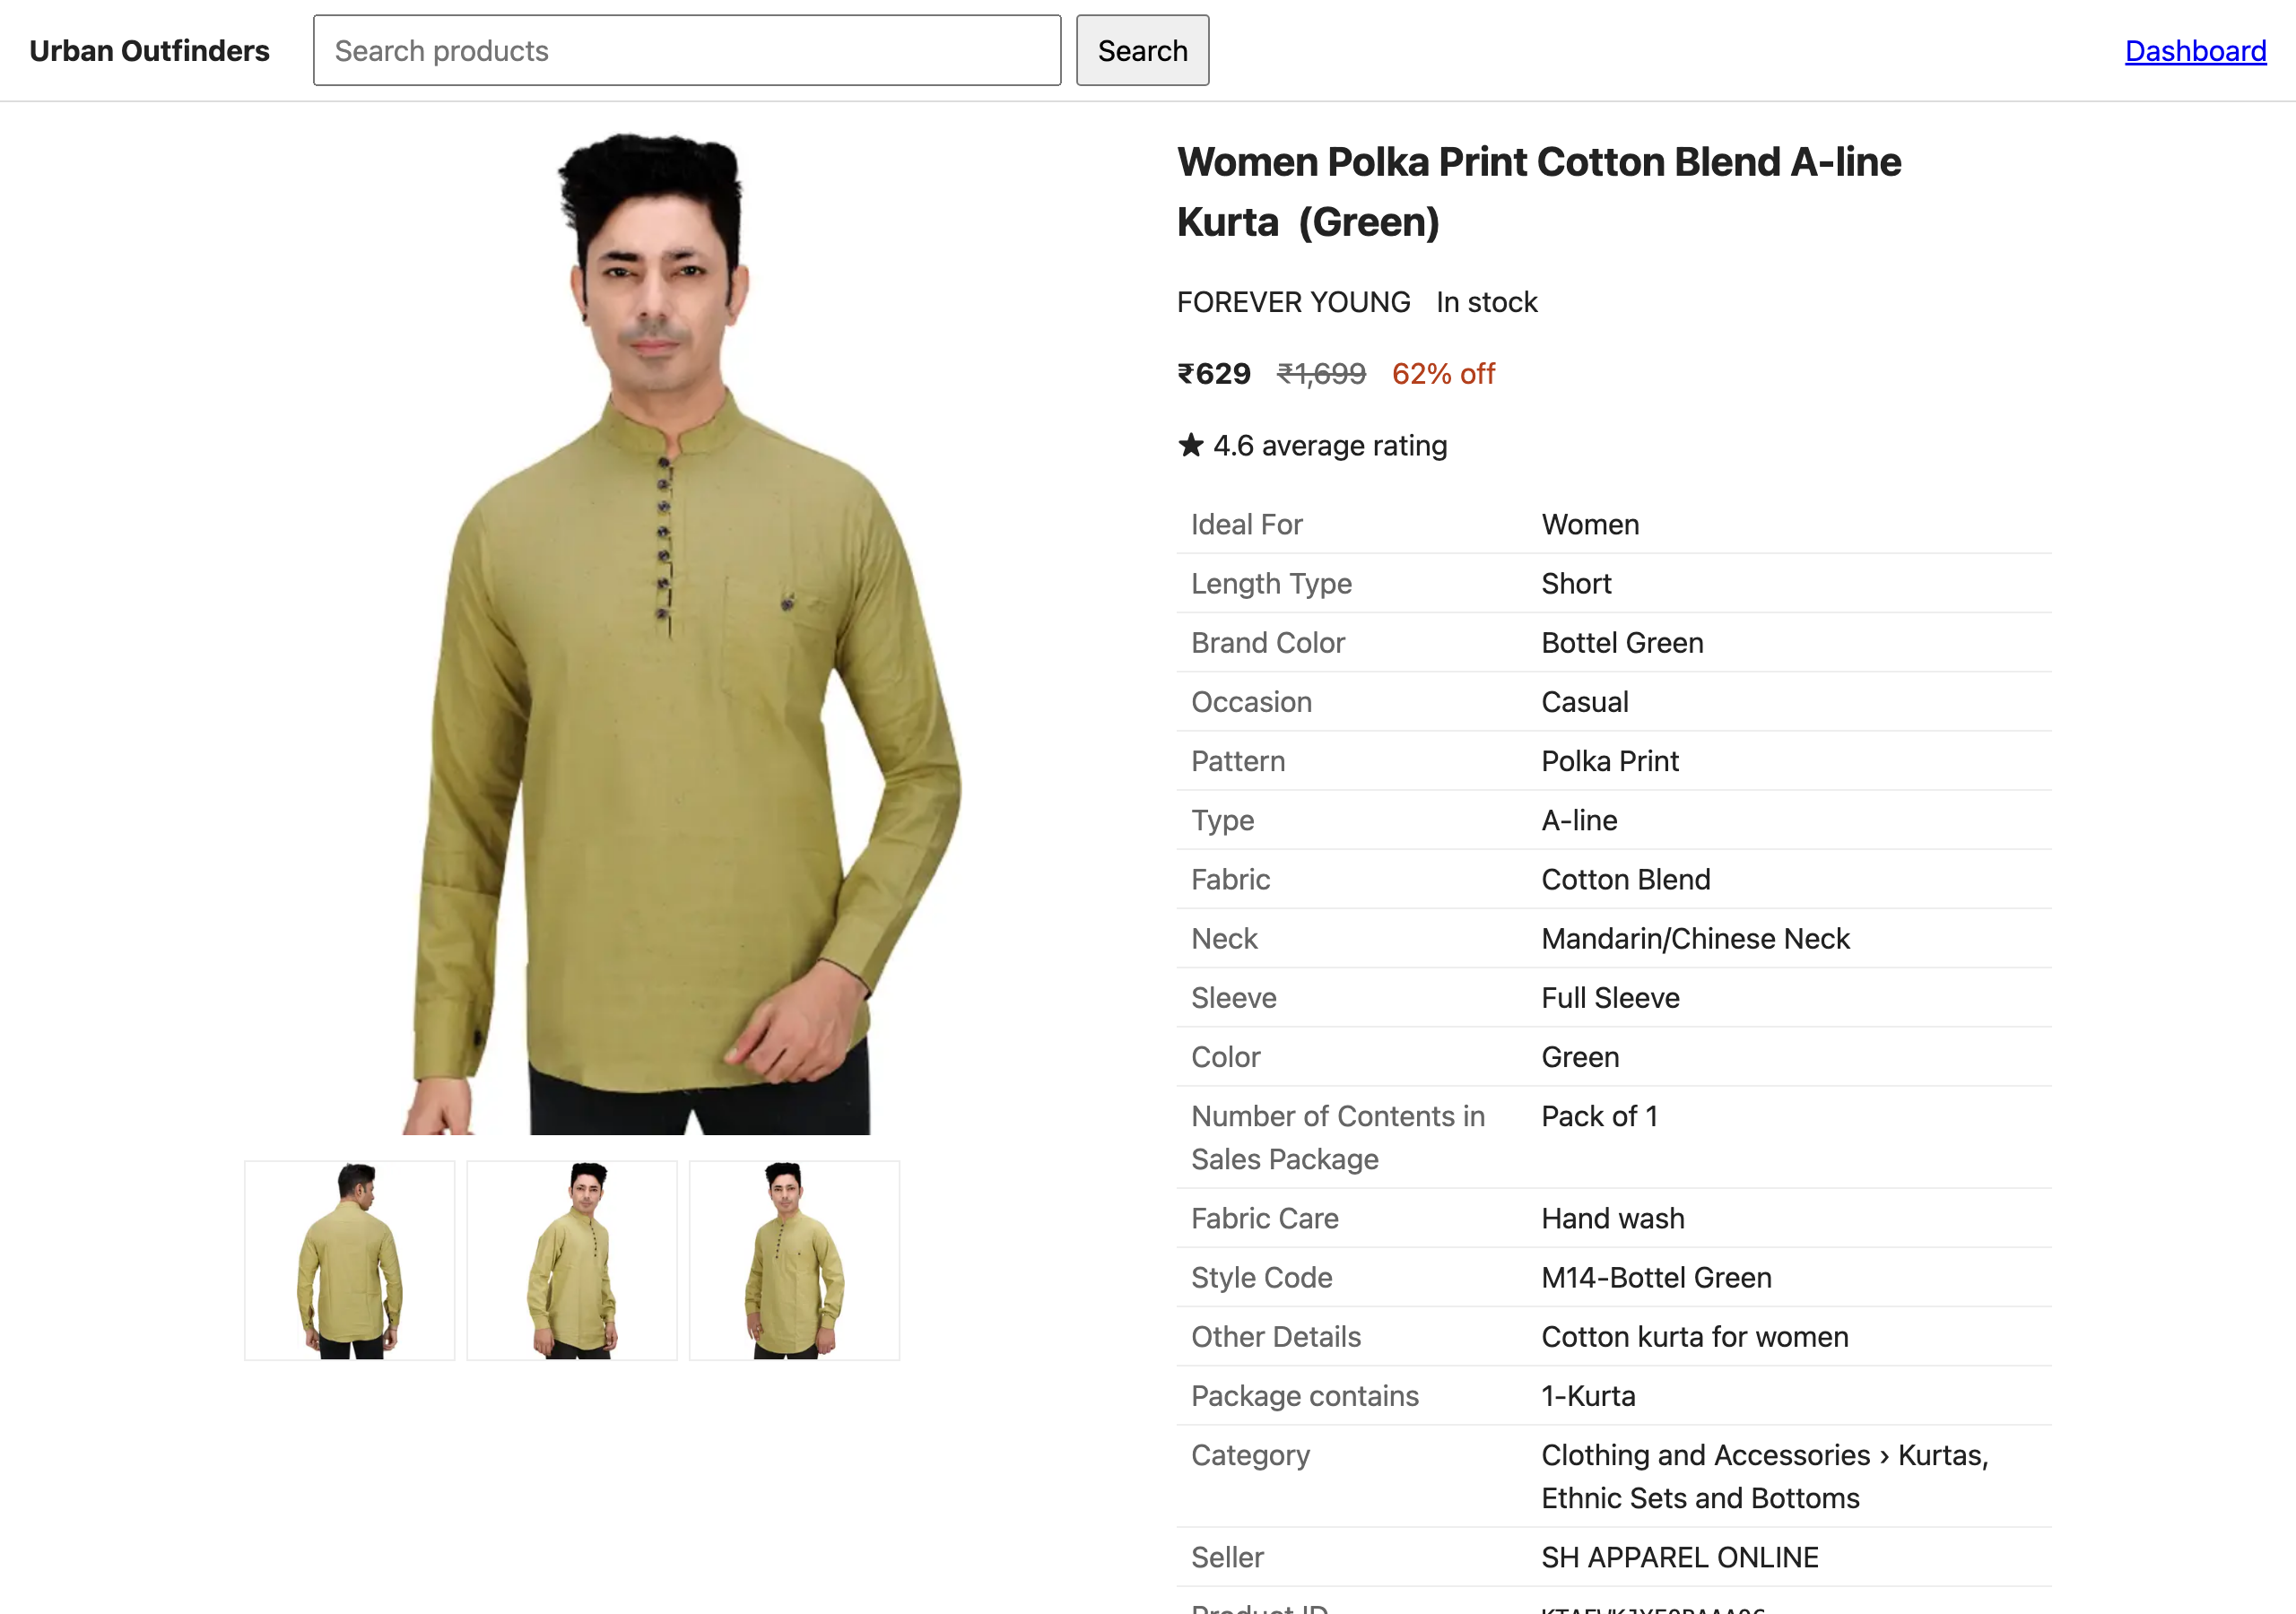 Urban Outfinders
Search products
Search
Dashboard
Women Polka Print Cotton Blend A-line
Kurta (Green)
FOREVER YOUNG In stock
₹629 ₹1,699 62% off
★ 4.6 average rating
Ideal For Women
Length Type Short
Brand Color Bottel Green
Occasion Casual
Pattern Polka Print
Type A-line
Fabric Cotton Blend
Neck Mandarin/Chinese Neck
Sleeve Full Sleeve
Color Green
Number of Contents in Pack of 1
Sales Package
Fabric Care Hand wash
Style Code M14-Bottel Green
Other Details Cotton kurta for women
Package contains 1-Kurta
Category Clothing and Accessories › Kurtas,
Ethnic Sets and Bottoms
Seller SH APPAREL ONLINE
Product ID